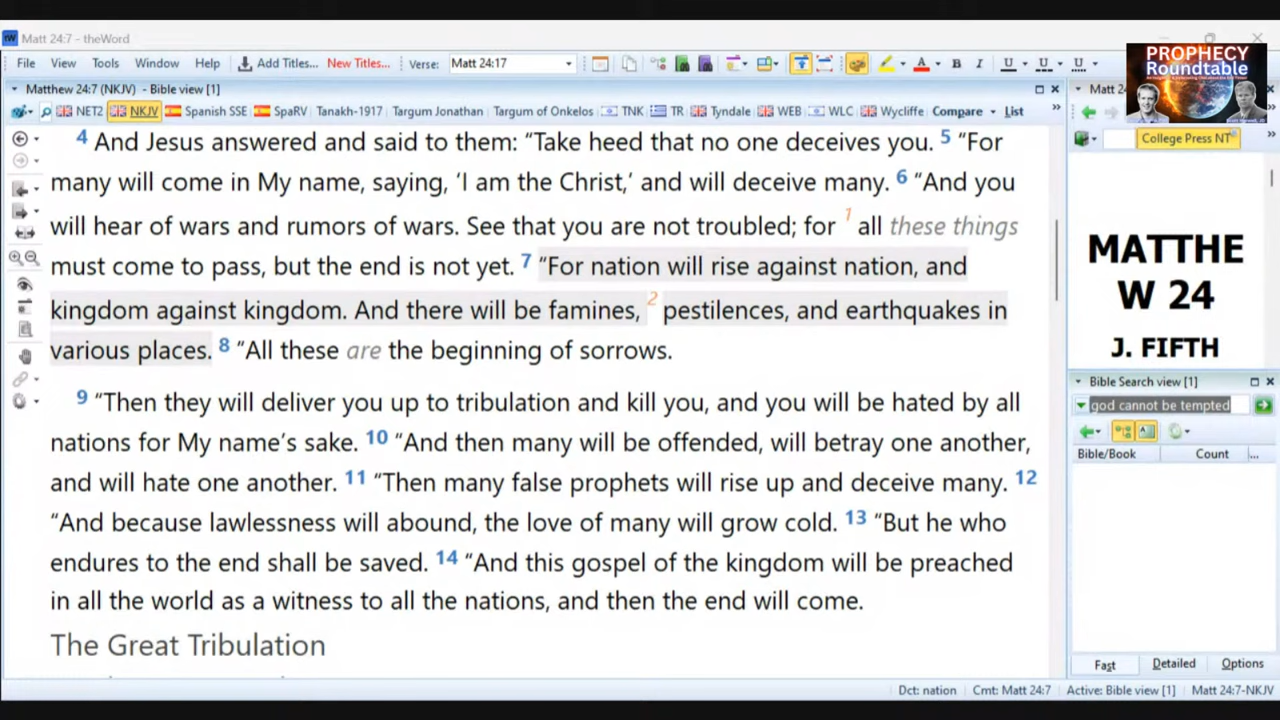 Matt 24:7 - theWord
File View Tools Window Help Add Titles... New Titles... Verse: Matt 24:17
Matthew 24:7 (NKJV) - Bible view [1]
NET2 NKJV Spanish SSE SpaRV Tanakh-1917 Targum Jonathan Targum of Onkelos TNK TR Tyndale WEB WLC Wycliffe Compare List
4 And Jesus answered and said to them: “Take heed that no one deceives you. 5 “For
many will come in My name, saying, ‘I am the Christ,’ and will deceive many. 6 “And you
will hear of wars and rumors of wars. See that you are not troubled; for 1 all these things
must come to pass, but the end is not yet. 7 “For nation will rise against nation, and
kingdom against kingdom. And there will be famines, 2 pestilences, and earthquakes in
various places. 8 “All these are the beginning of sorrows.
9 “Then they will deliver you up to tribulation and kill you, and you will be hated by all
nations for My name’s sake. 10 “And then many will be offended, will betray one another,
and will hate one another. 11 “Then many false prophets will rise up and deceive many. 12
“And because lawlessness will abound, the love of many will grow cold. 13 “But he who
endures to the end shall be saved. 14 “And this gospel of the kingdom will be preached
in all the world as a witness to all the nations, and then the end will come.
The Great Tribulation
PROPHECY
Roundtable
Matt 24
College Press NT
MATTHE
W 24
J. FIFTH
Bible Search view [1]
god cannot be tempted
Bible/Book Count ...
Fast Detailed Options
Dct: nation Cmt: Matt 24:7 Active: Bible view [1] Matt 24:7-NKJV